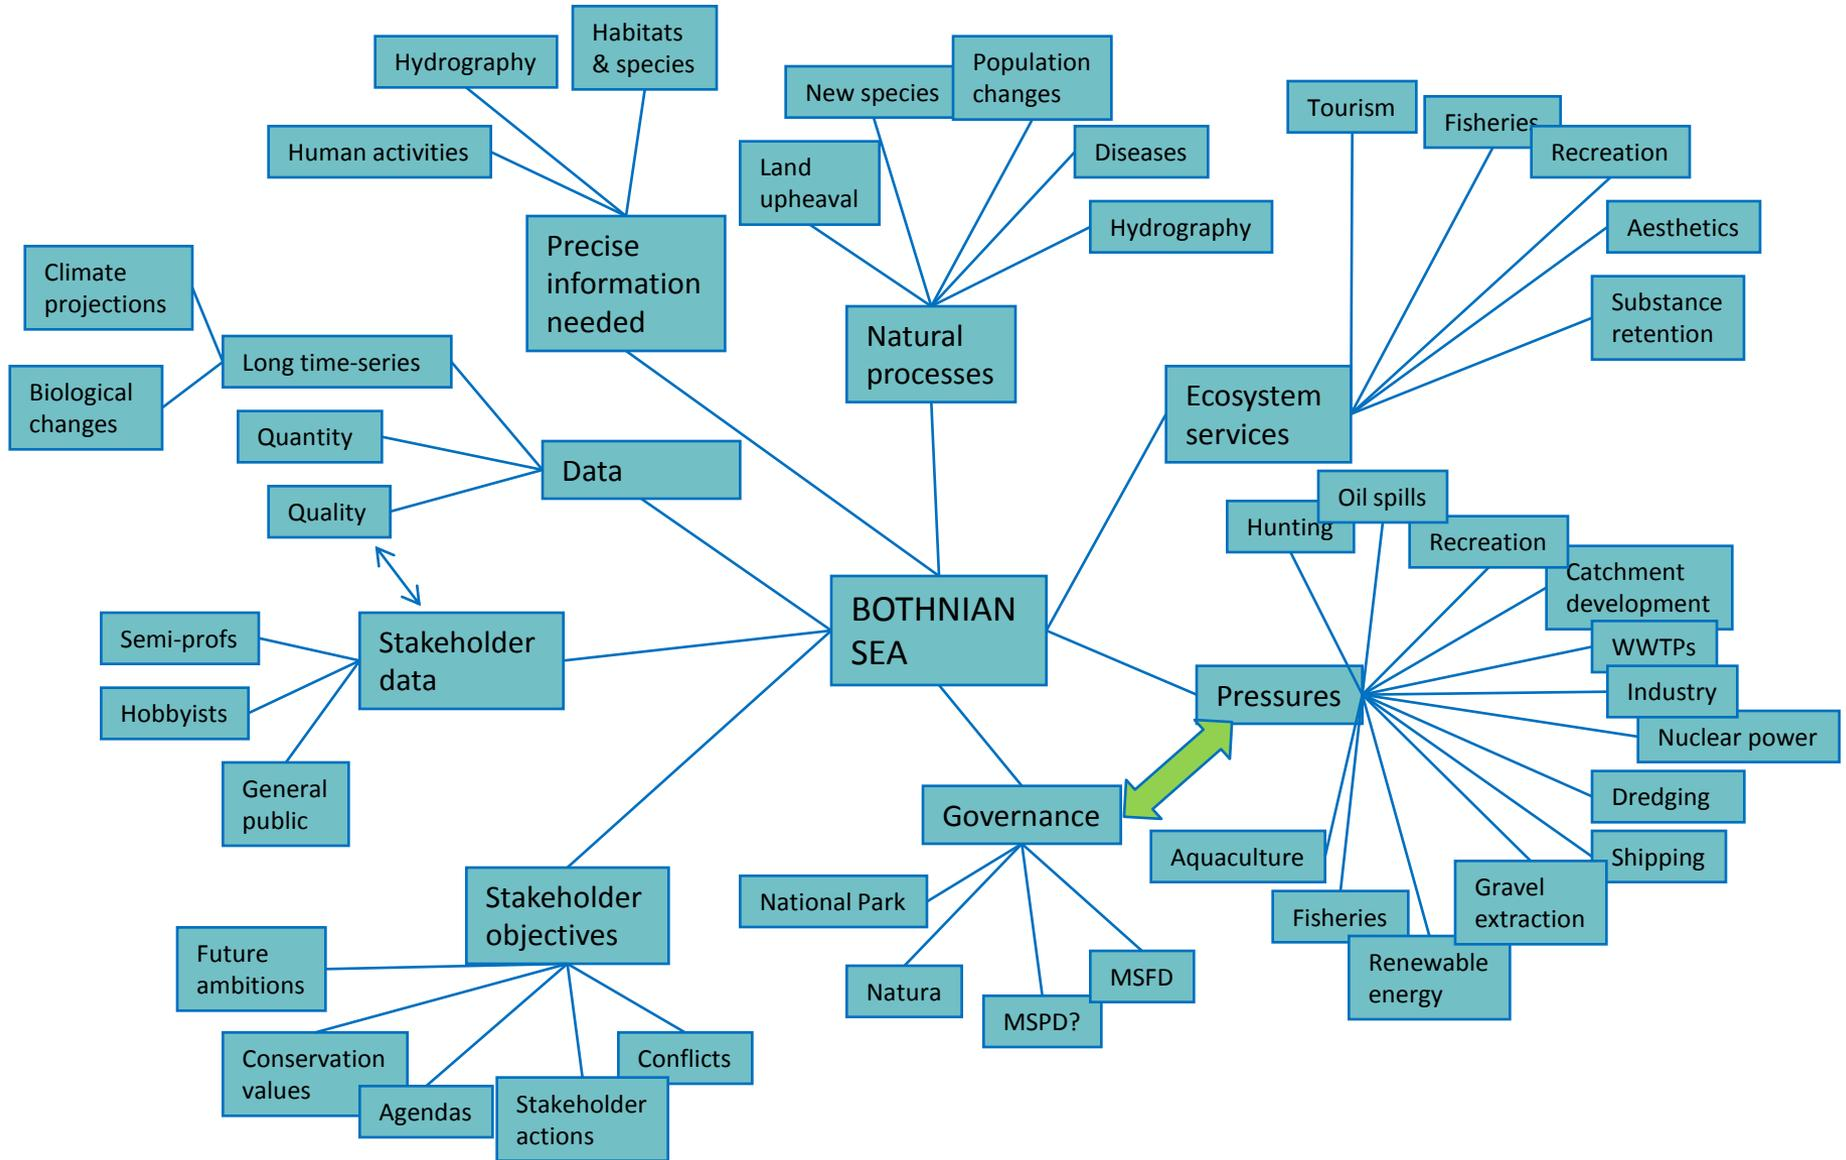 Habitats
& species
Hydrography
Human activities
Precise
information
needed
Population
changes
New species
Land
upheaval
Diseases
Hydrography
Natural
processes
Tourism
Fisheries
Recreation
Aesthetics
Substance
retention
Ecosystem
services
Climate
projections
Long time-series
Biological
changes
Quantity
Quality
Data
BOTHNIAN
SEA
Oil spills
Hunting
Recreation
Catchment
development
WWTPs
Industry
Nuclear power
Dredging
Shipping
Gravel
extraction
Renewable
energy
Fisheries
Aquaculture
Pressures
Semi-profs
Hobbyists
General
public
Stakeholder
data
Governance
National Park
Natura
MSPD?
MSFD
Stakeholder
objectives
Future
ambitions
Conservation
values
Agendas
Stakeholder
actions
Conflicts